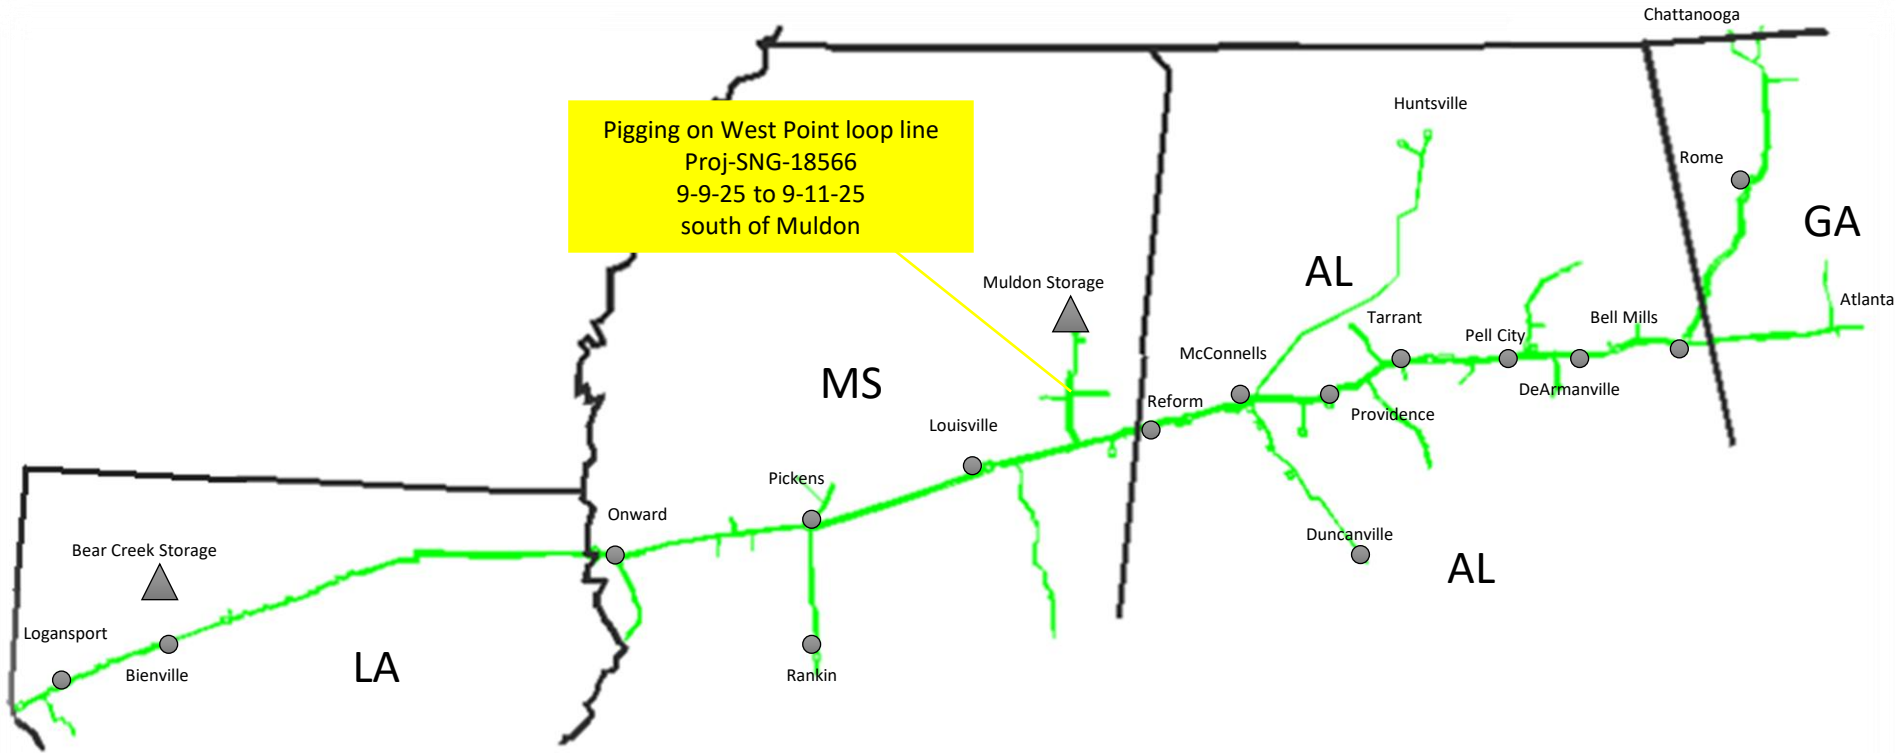 Chattanooga
Huntsville
Pigging on West Point loop line
Proj-SNG-18566
9-9-25 to 9-11-25
south of Muldon
Rome
GA
AL
Muldon Storage
Atlanta
Tarrant
Bell Mills
Pell City
McConnells
MS
DeArmanville
Reform
Providence
Louisville
Pickens
Onward
Duncanville
Bear Creek Storage
AL
Logansport
LA
Bienville
Rankin